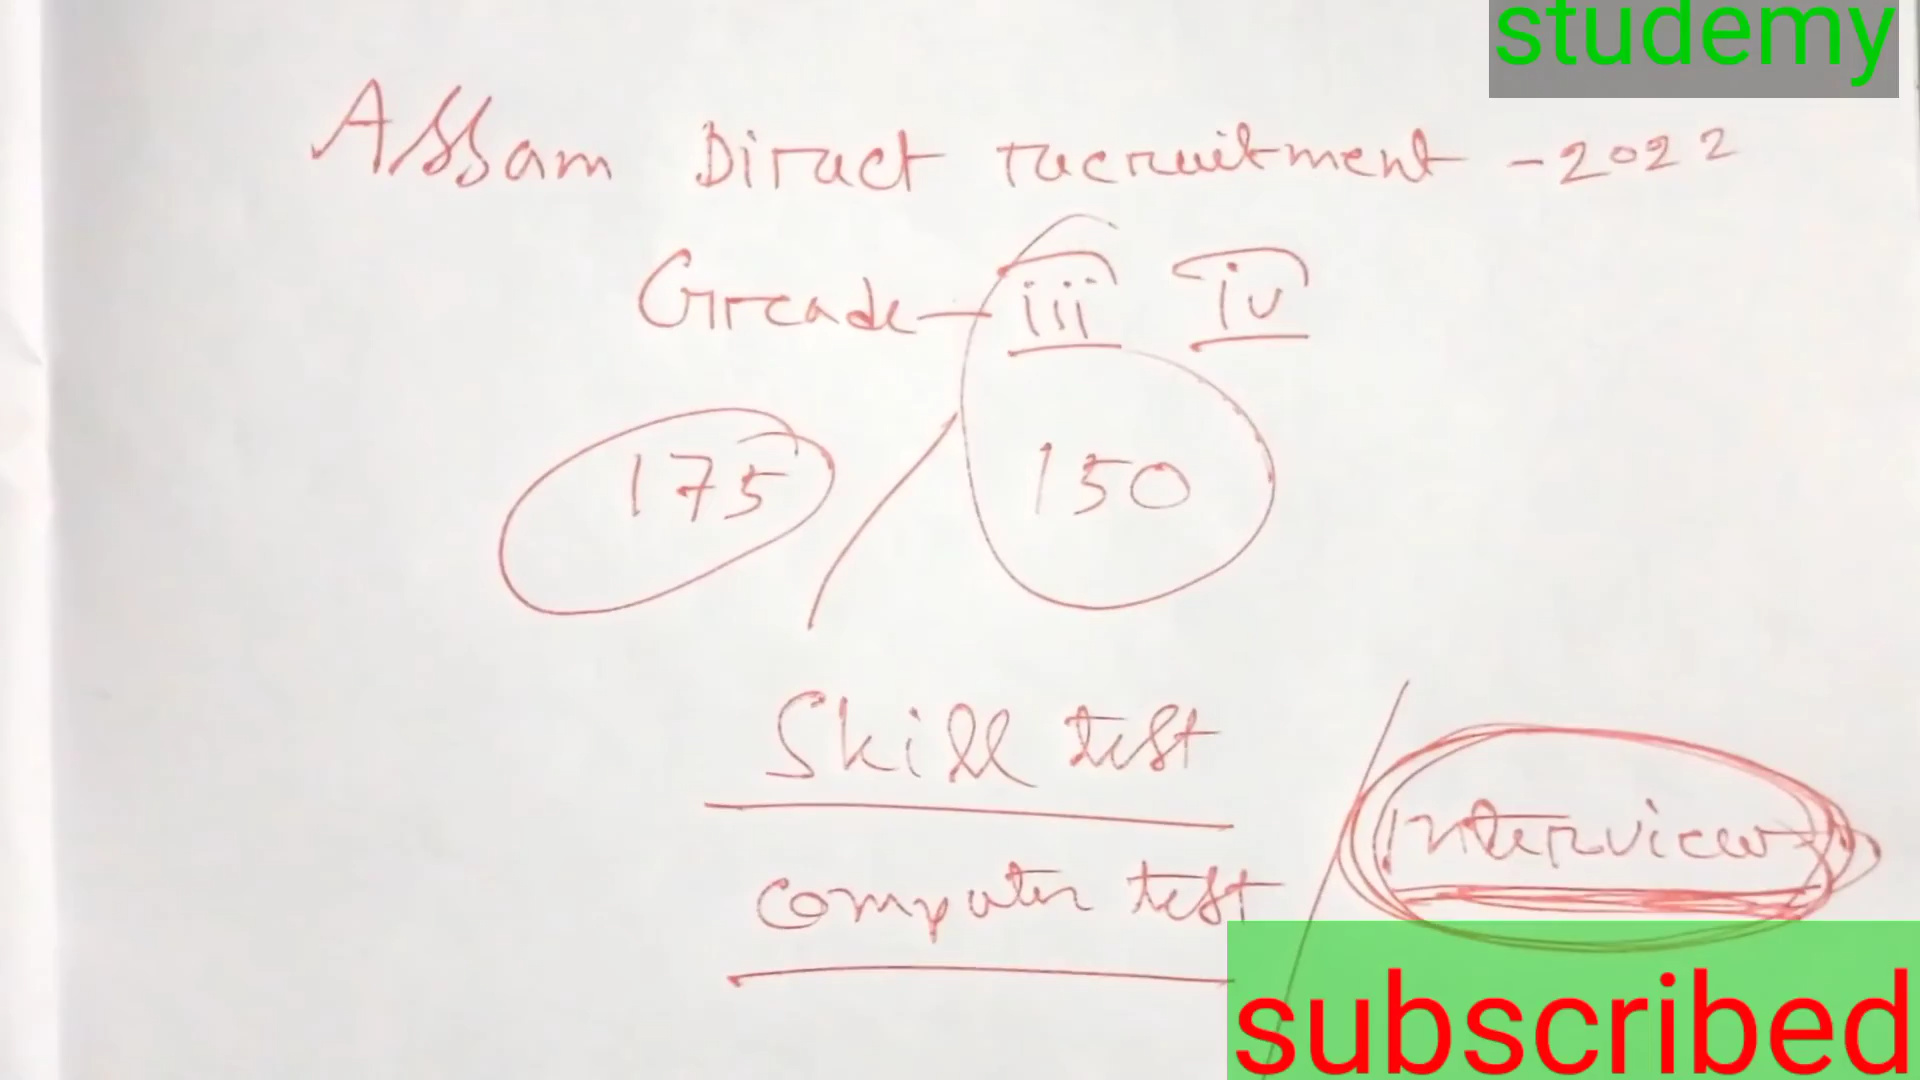 studemy
Assam Direct recruitment - 2022
Grade - iii iv
175 150
Skill test
Interview
computer test
subscribed